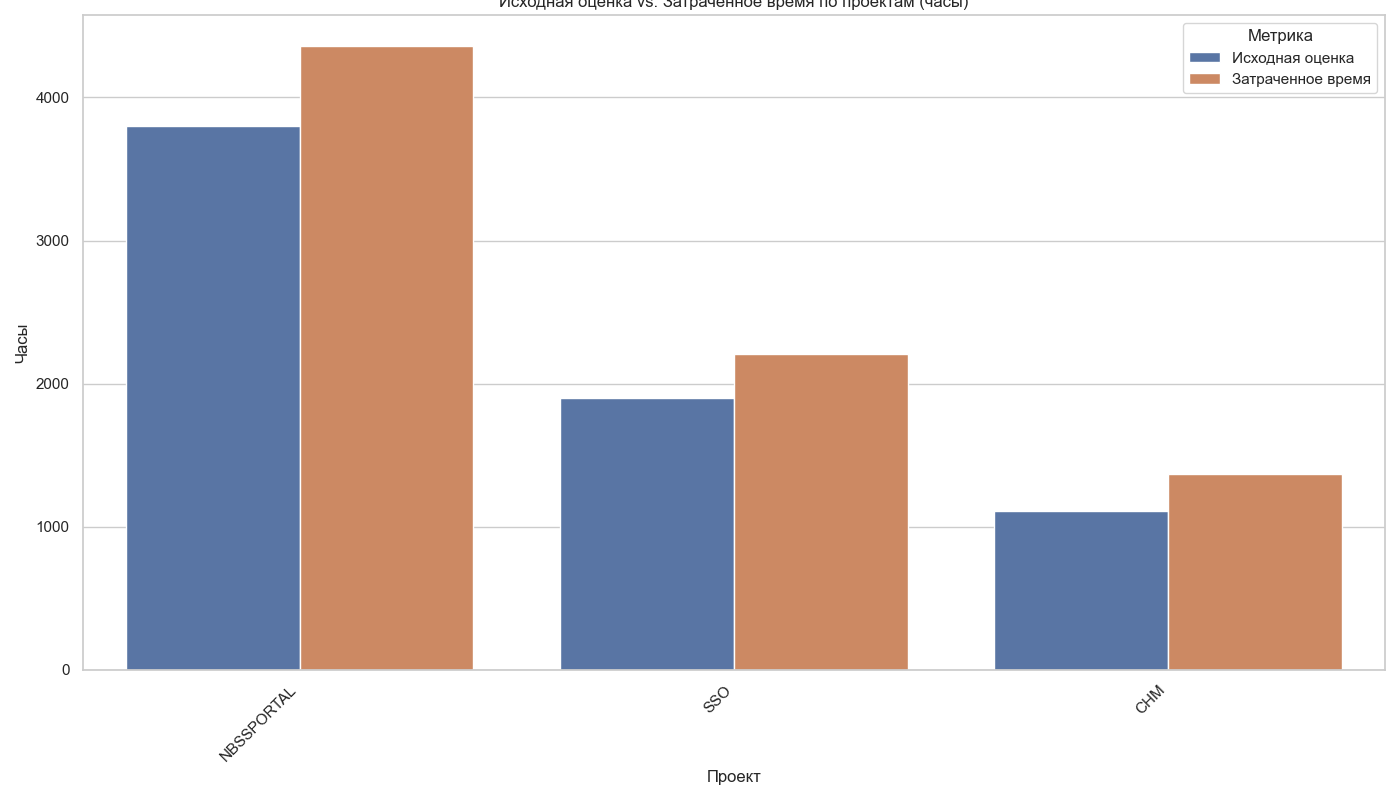 Исходная оценка vs. Затраченное время по проектам (часы)
Метрика
Исходная оценка
Затраченное время
4000
3000
2000
1000
0
Часы
NBSSPORTAL
SSO
CHM
Проект